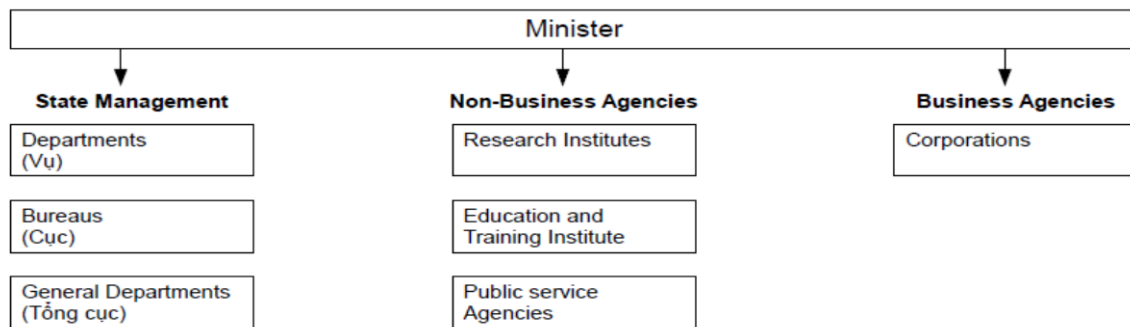 Minister
State Management
Departments
(Vụ)
Bureaus
(Cục)
General Departments
(Tổng cục)
Non-Business Agencies
Research Institutes
Education and
Training Institute
Public service
Agencies
Business Agencies
Corporations